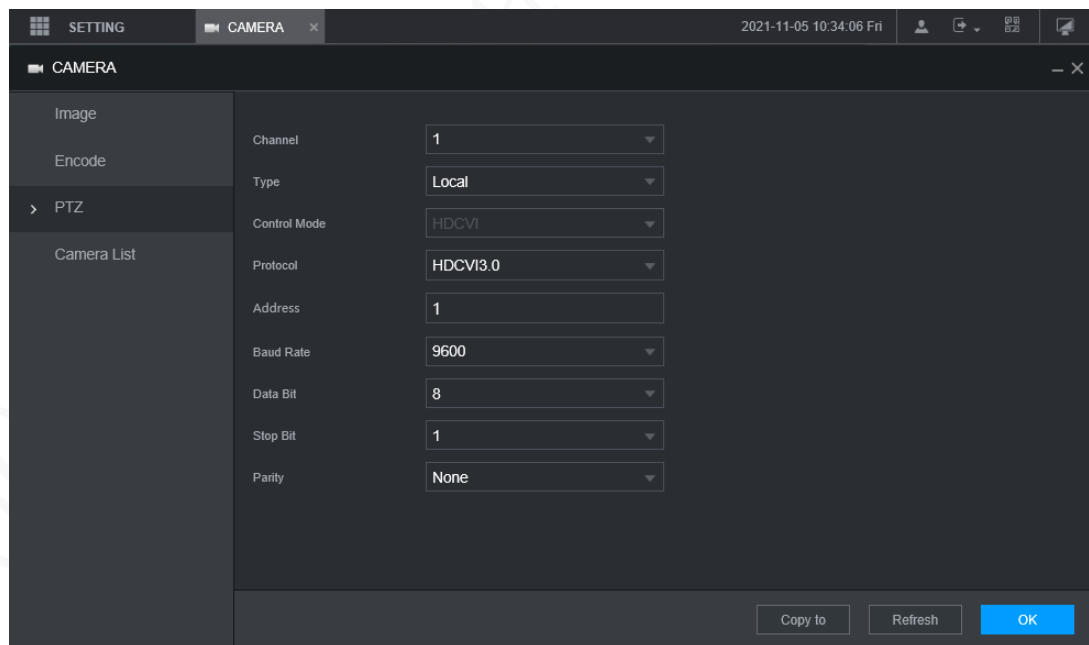 SETTING CAMERA × 2021-11-05 10:34:06 Fri
CAMERA
Image
Encode
PTZ
Camera List
Channel 1
Type Local
Control Mode HDCVI
Protocol HDCVI3.0
Address 1
Baud Rate 9600
Data Bit 8
Stop Bit 1
Parity None
Copy to Refresh OK